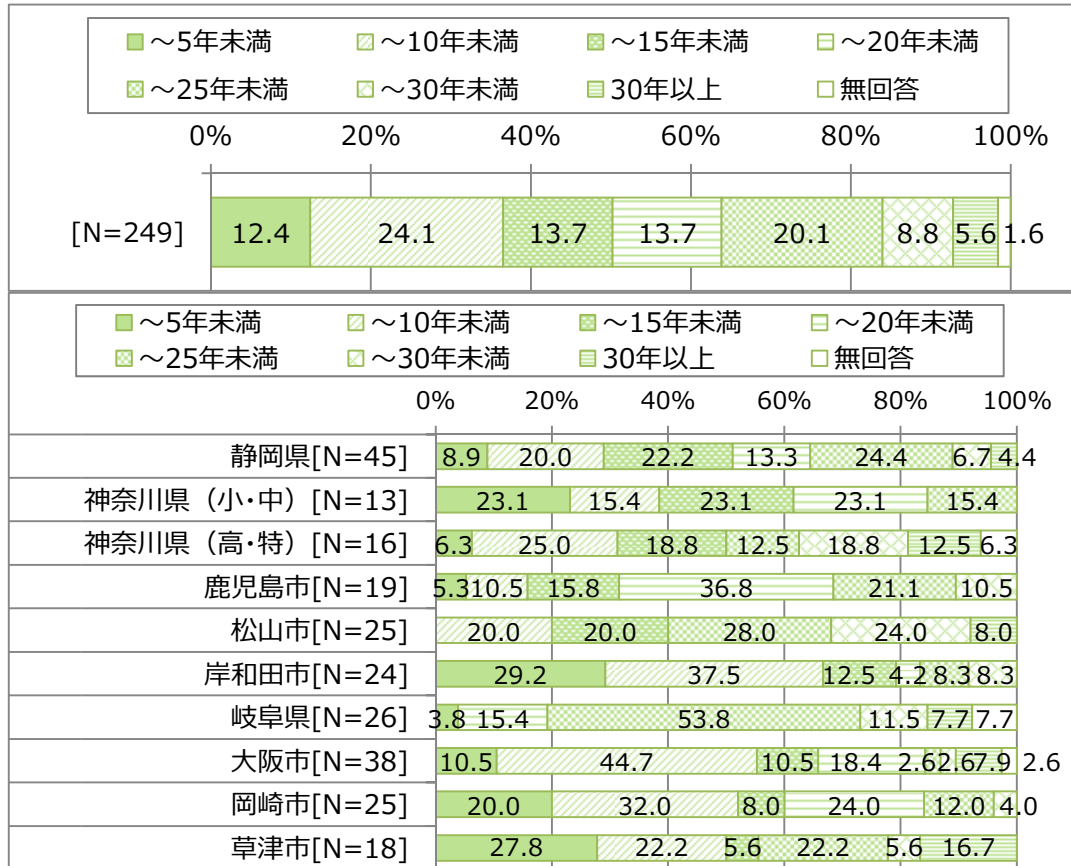 ～5年未満 ～10年未満 ～15年未満 ～20年未満
～25年未満 ～30年未満 30年以上 無回答
0% 20% 40% 60% 80% 100%
[N=249] 12.4 24.1 13.7 13.7 20.1 8.8 5.6 1.6
～5年未満 ～10年未満 ～15年未満 ～20年未満
～25年未満 ～30年未満 30年以上 無回答
0% 20% 40% 60% 80% 100%
静岡県[N=45] 8.9 20.0 22.2 13.3 24.4 6.7 4.4
神奈川県（小・中）[N=13] 23.1 15.4 23.1 23.1 15.4
神奈川県（高・特）[N=16] 6.3 25.0 18.8 12.5 18.8 12.5 6.3
鹿児島市[N=19] 5.3 10.5 15.8 36.8 21.1 10.5
松山市[N=25] 20.0 20.0 28.0 24.0 8.0
岸和田市[N=24] 29.2 37.5 12.5 4.2 8.3 8.3
岐阜県[N=26] 3.8 15.4 53.8 11.5 7.7 7.7
大阪市[N=38] 10.5 44.7 10.5 18.4 2.6 2.6 7.9 2.6
岡崎市[N=25] 20.0 32.0 8.0 24.0 12.0 4.0
草津市[N=18] 27.8 22.2 5.6 22.2 5.6 16.7